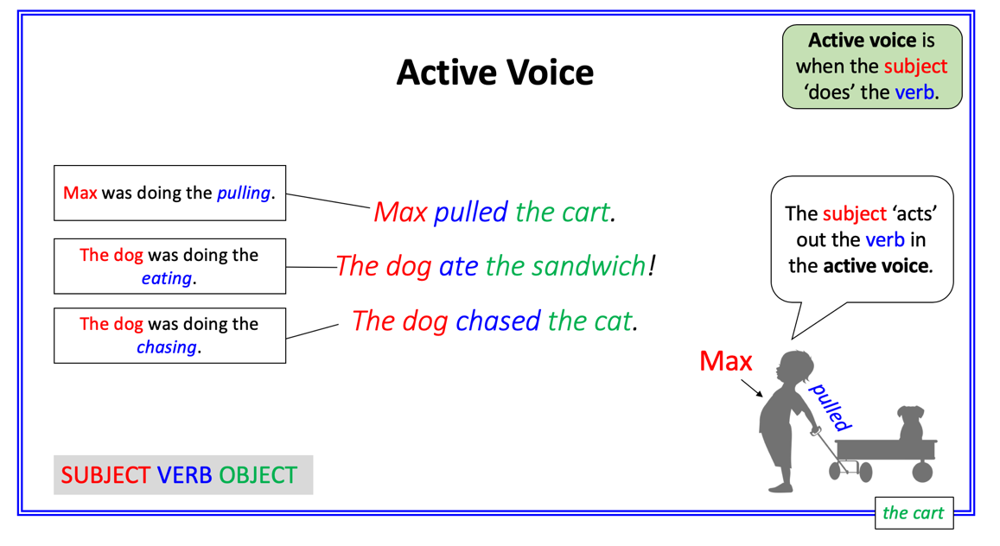 Active Voice
Active voice is
when the subject
‘does’ the verb.
Max was doing the pulling.
Max pulled the cart.
The dog was doing the
eating.
The dog ate the sandwich!
The dog was doing the
chasing.
The dog chased the cat.
The subject ‘acts’
out the verb in
the active voice.
Max
pulled
SUBJECT VERB OBJECT
the cart